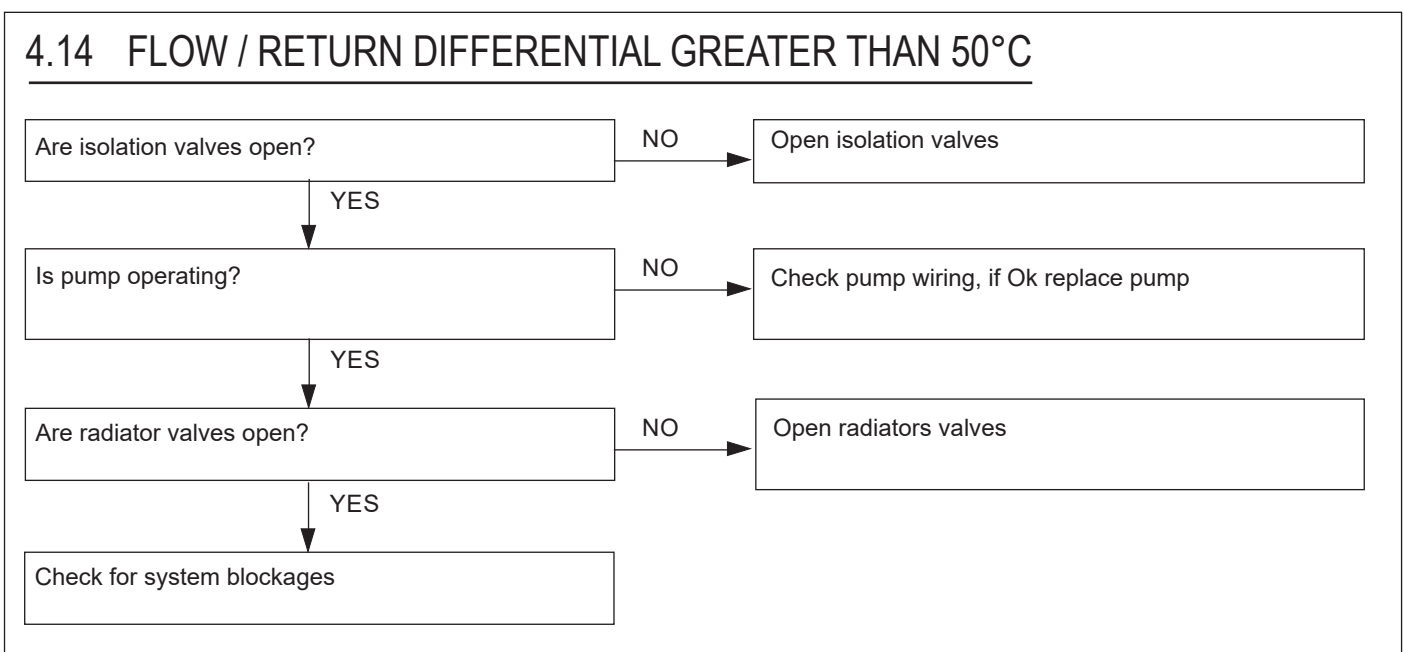 4.14 FLOW / RETURN DIFFERENTIAL GREATER THAN 50°C
Are isolation valves open?
NO
Open isolation valves
YES
Is pump operating?
NO
Check pump wiring, if Ok replace pump
YES
Are radiator valves open?
NO
Open radiators valves
YES
Check for system blockages